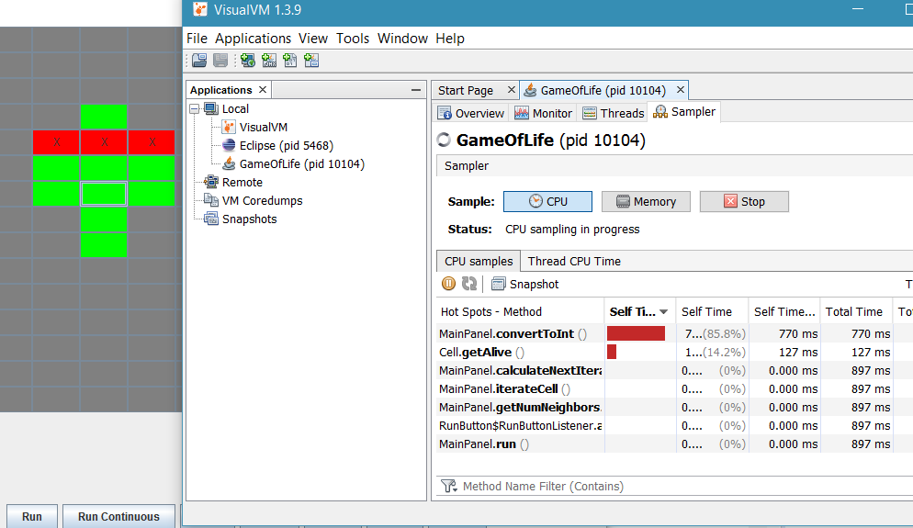 VisualVM 1.3.9
File Applications View Tools Window Help
Applications
Local
VisualVM
Eclipse (pid 5468)
GameOfLife (pid 10104)
Remote
VM Coredumps
Snapshots
Start Page GameOfLife (pid 10104)
Overview Monitor Threads Sampler
GameOfLife (pid 10104)
Sampler
Sample: CPU Memory Stop
Status: CPU sampling in progress
CPU samples Thread CPU Time
Snapshot T
Hot Spots - Method Self Ti... Self Time Self Time... Total Time Tot
MainPanel.convertToInt () 7...(85.8%) 770 ms 770 ms
Cell.getAlive () 1...(14.2%) 127 ms 127 ms
MainPanel.calculateNextItera 0.... (0%) 0.000 ms 897 ms
MainPanel.iterateCell () 0.... (0%) 0.000 ms 897 ms
MainPanel.getNumNeighbors. 0.... (0%) 0.000 ms 897 ms
RunButton$RunButtonListener.a 0.... (0%) 0.000 ms 897 ms
MainPanel.run () 0.... (0%) 0.000 ms 897 ms
Method Name Filter (Contains)
X X X
Run Run Continuous